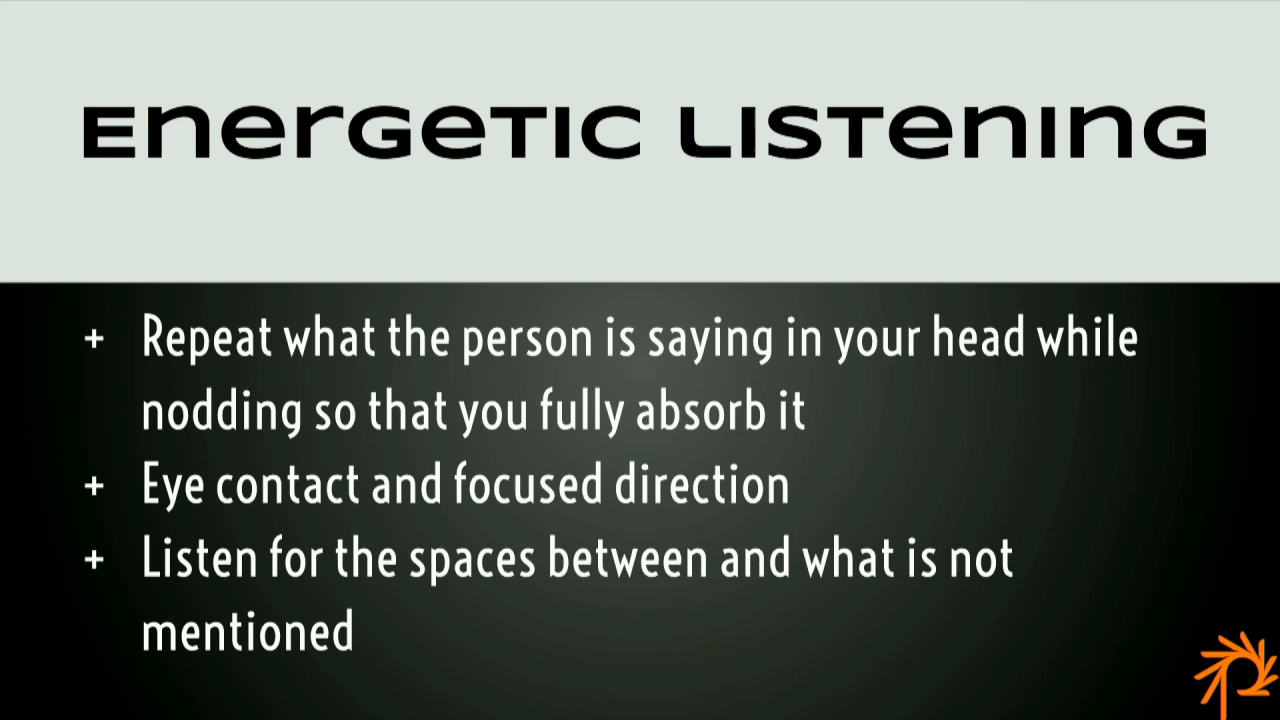 Energetic Listening
+ Repeat what the person is saying in your head while
nodding so that you fully absorb it
+ Eye contact and focused direction
+ Listen for the spaces between and what is not
mentioned